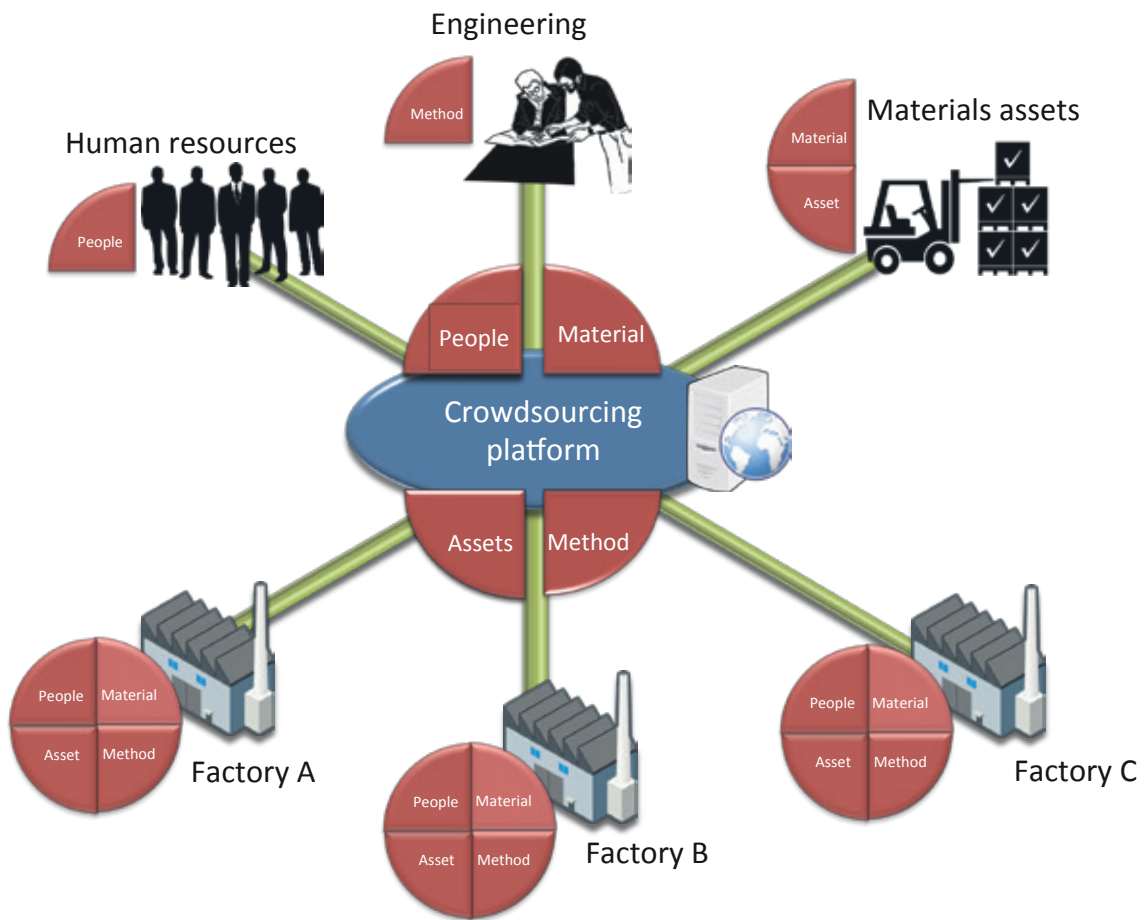 Engineering
Method
Human resources
People
Materials assets
Material
Asset
People
Material
Crowdsourcing
platform
Assets
Method
People
Material
Asset
Method
Factory A
People
Material
Asset
Method
Factory B
People
Material
Asset
Method
Factory C